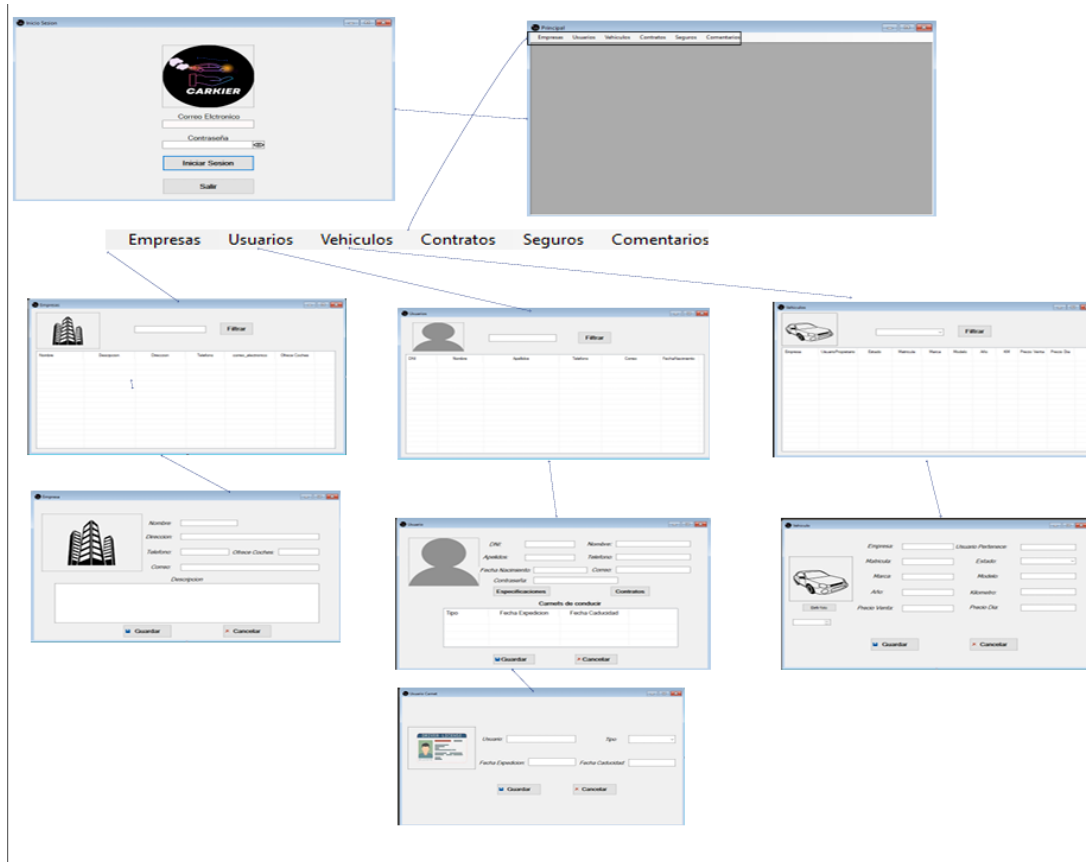 Inicio Sesion
CARKIER
Correo Elctronico
Contraseña
Iniciar Sesion
Salir
Principal
Empresas Usuarios Vehiculos Contratos Seguros Comentarios
Empresas Usuarios Vehiculos Contratos Seguros Comentarios
Empresas
Filtrar
Nombre Descripcion Direccion Telefono correo_electronico Ofrece Coches
Usuarios
Filtrar
DNI Nombre Apellidos Telefono Correo FechaNacimiento
Vehiculos
Filtrar
Empresa UsuarioPropietario Estado Matricula Marca Modelo Año KM Precio Venta Precio Dia
Empresa
Nombre:
Direccion:
Telefono: Ofrece Coches:
Correo:
Descripcion
Guardar Cancelar
Usuario
DNI: Nombre:
Apellidos: Telefono:
Fecha Nacimiento: Correo:
Contraseña:
Especificaciones Contratos
Carnets de conducir
Tipo Fecha Expedicion Fecha Caducidad
Guardar Cancelar
Vehiculo
Empresa Usuario Pertenece:
Matricula Estado:
Marca Modelo
Año Kilometro
Precio Venta Precio Dia
Guardar Cancelar
Usuario Carnet
DRIVER LICENSE
Usuario: Tipo:
Fecha Expedicion: Fecha Caducidad:
Guardar Cancelar